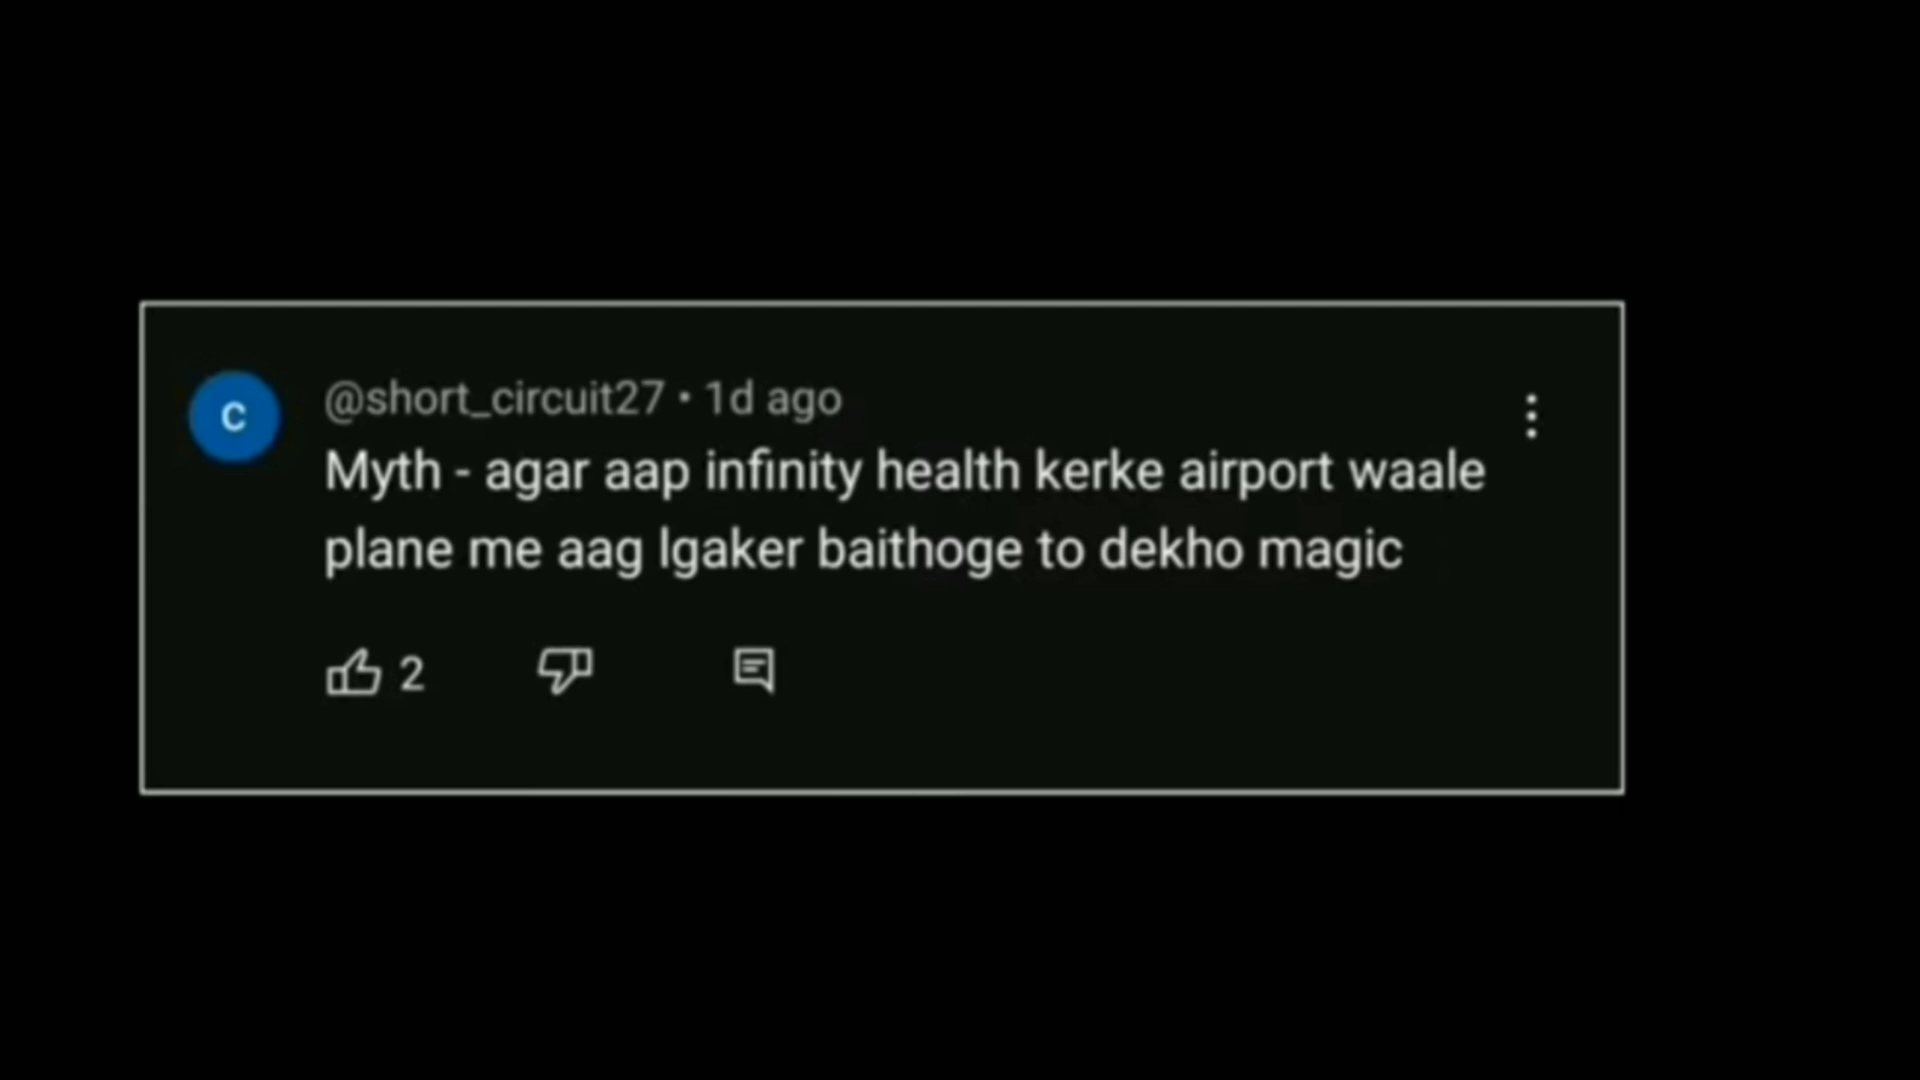 C
@short_circuit27 • 1d ago
Myth - agar aap infinity health kerke airport waale
plane me aag lgaker baithoge to dekho magic
2